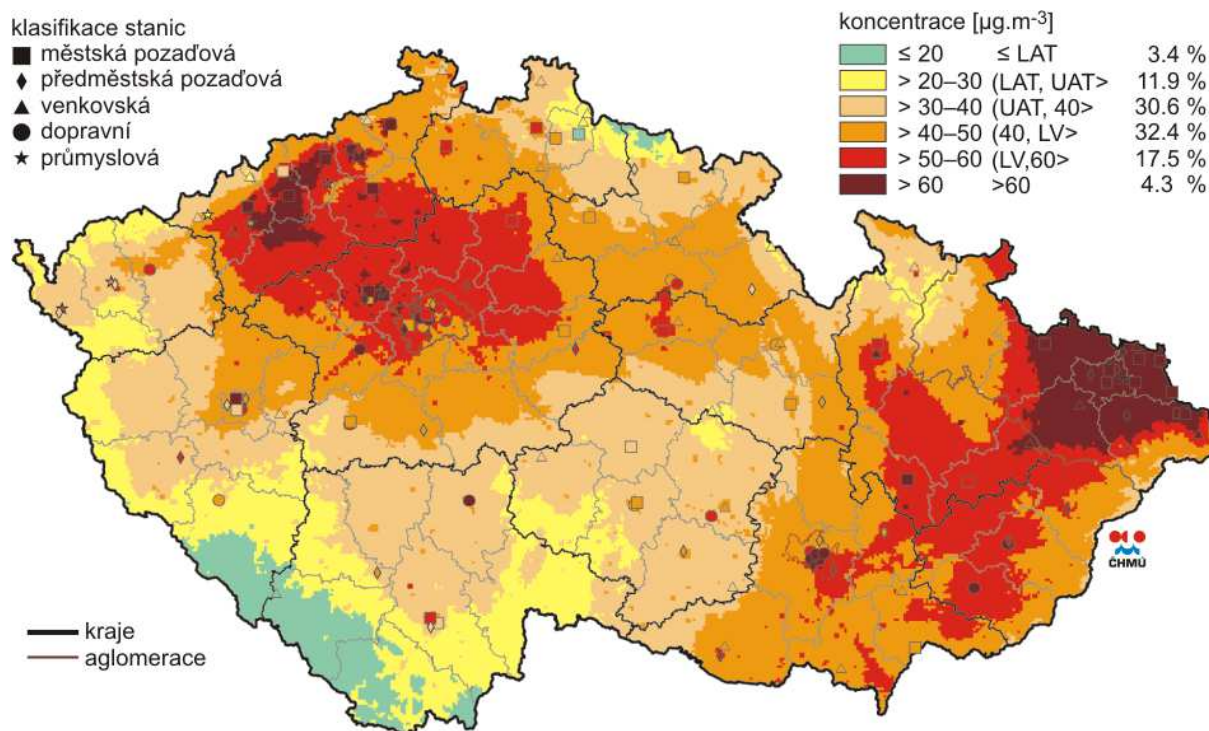 klasifikace stanic
městská pozaďová
předměstská pozaďová
venkovská
dopravní
průmyslová
koncentrace [µg.m-3]
≤ 20 ≤ LAT 3.4 %
> 20–30 (LAT, UAT> 11.9 %
> 30–40 (UAT, 40> 30.6 %
> 40–50 (40, LV> 32.4 %
> 50–60 (LV,60> 17.5 %
> 60 >60 4.3 %
ČHMÚ
kraje
aglomerace